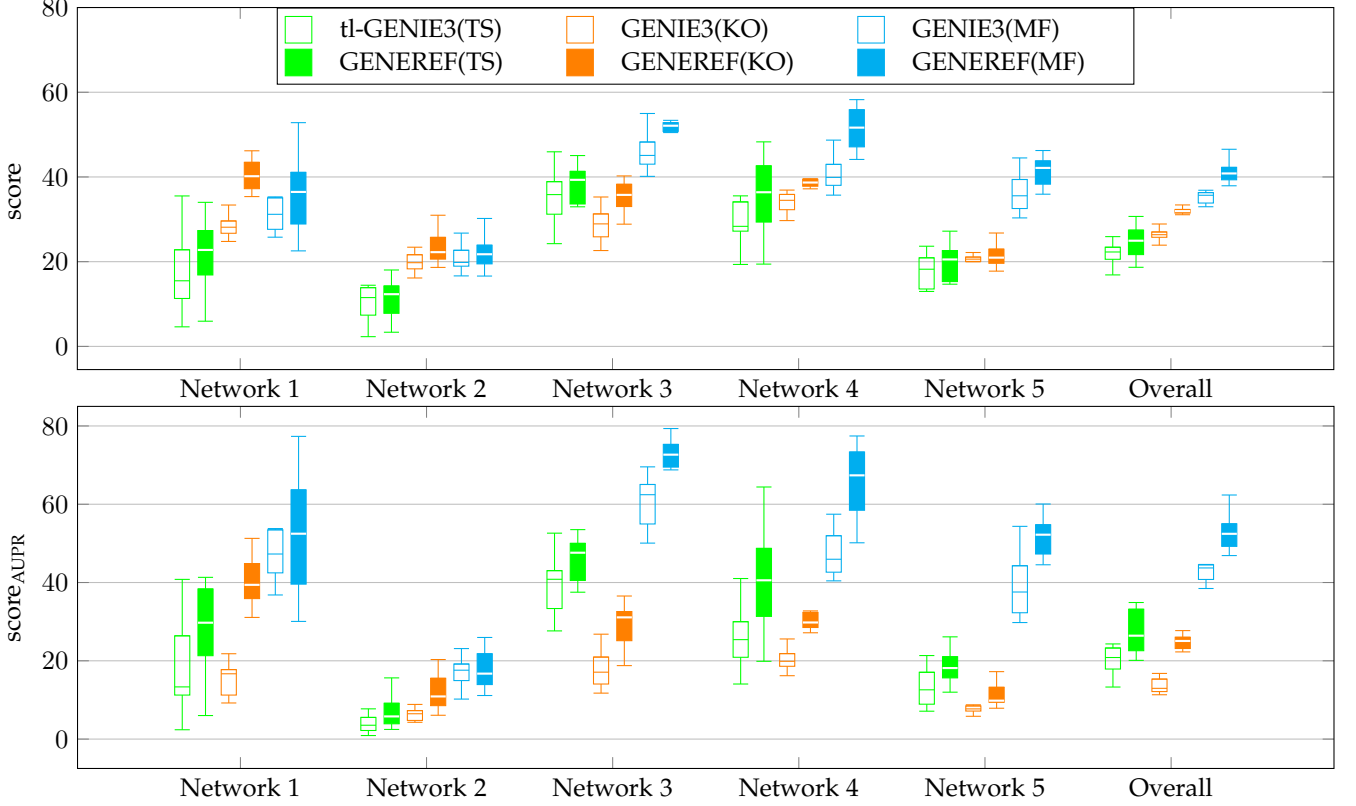 80
60
40
20
0
score
tl-GENIE3(TS) GENIE3(KO) GENIE3(MF)
GENEREF(TS) GENEREF(KO) GENEREF(MF)
Network 1 Network 2 Network 3 Network 4 Network 5 Overall
80
60
40
20
0
scoreAUPR
Network 1 Network 2 Network 3 Network 4 Network 5 Overall